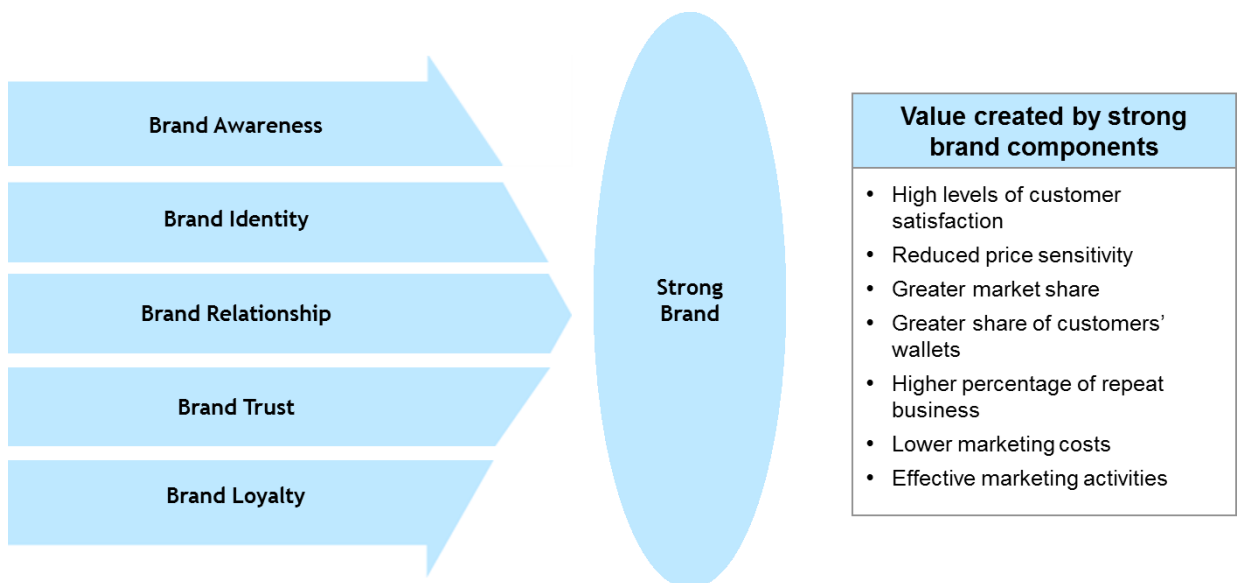 Brand Awareness
Brand Identity
Brand Relationship
Brand Trust
Brand Loyalty
Strong
Brand
Value created by strong
brand components
• High levels of customer
satisfaction
• Reduced price sensitivity
• Greater market share
• Greater share of customers’
wallets
• Higher percentage of repeat
business
• Lower marketing costs
• Effective marketing activities